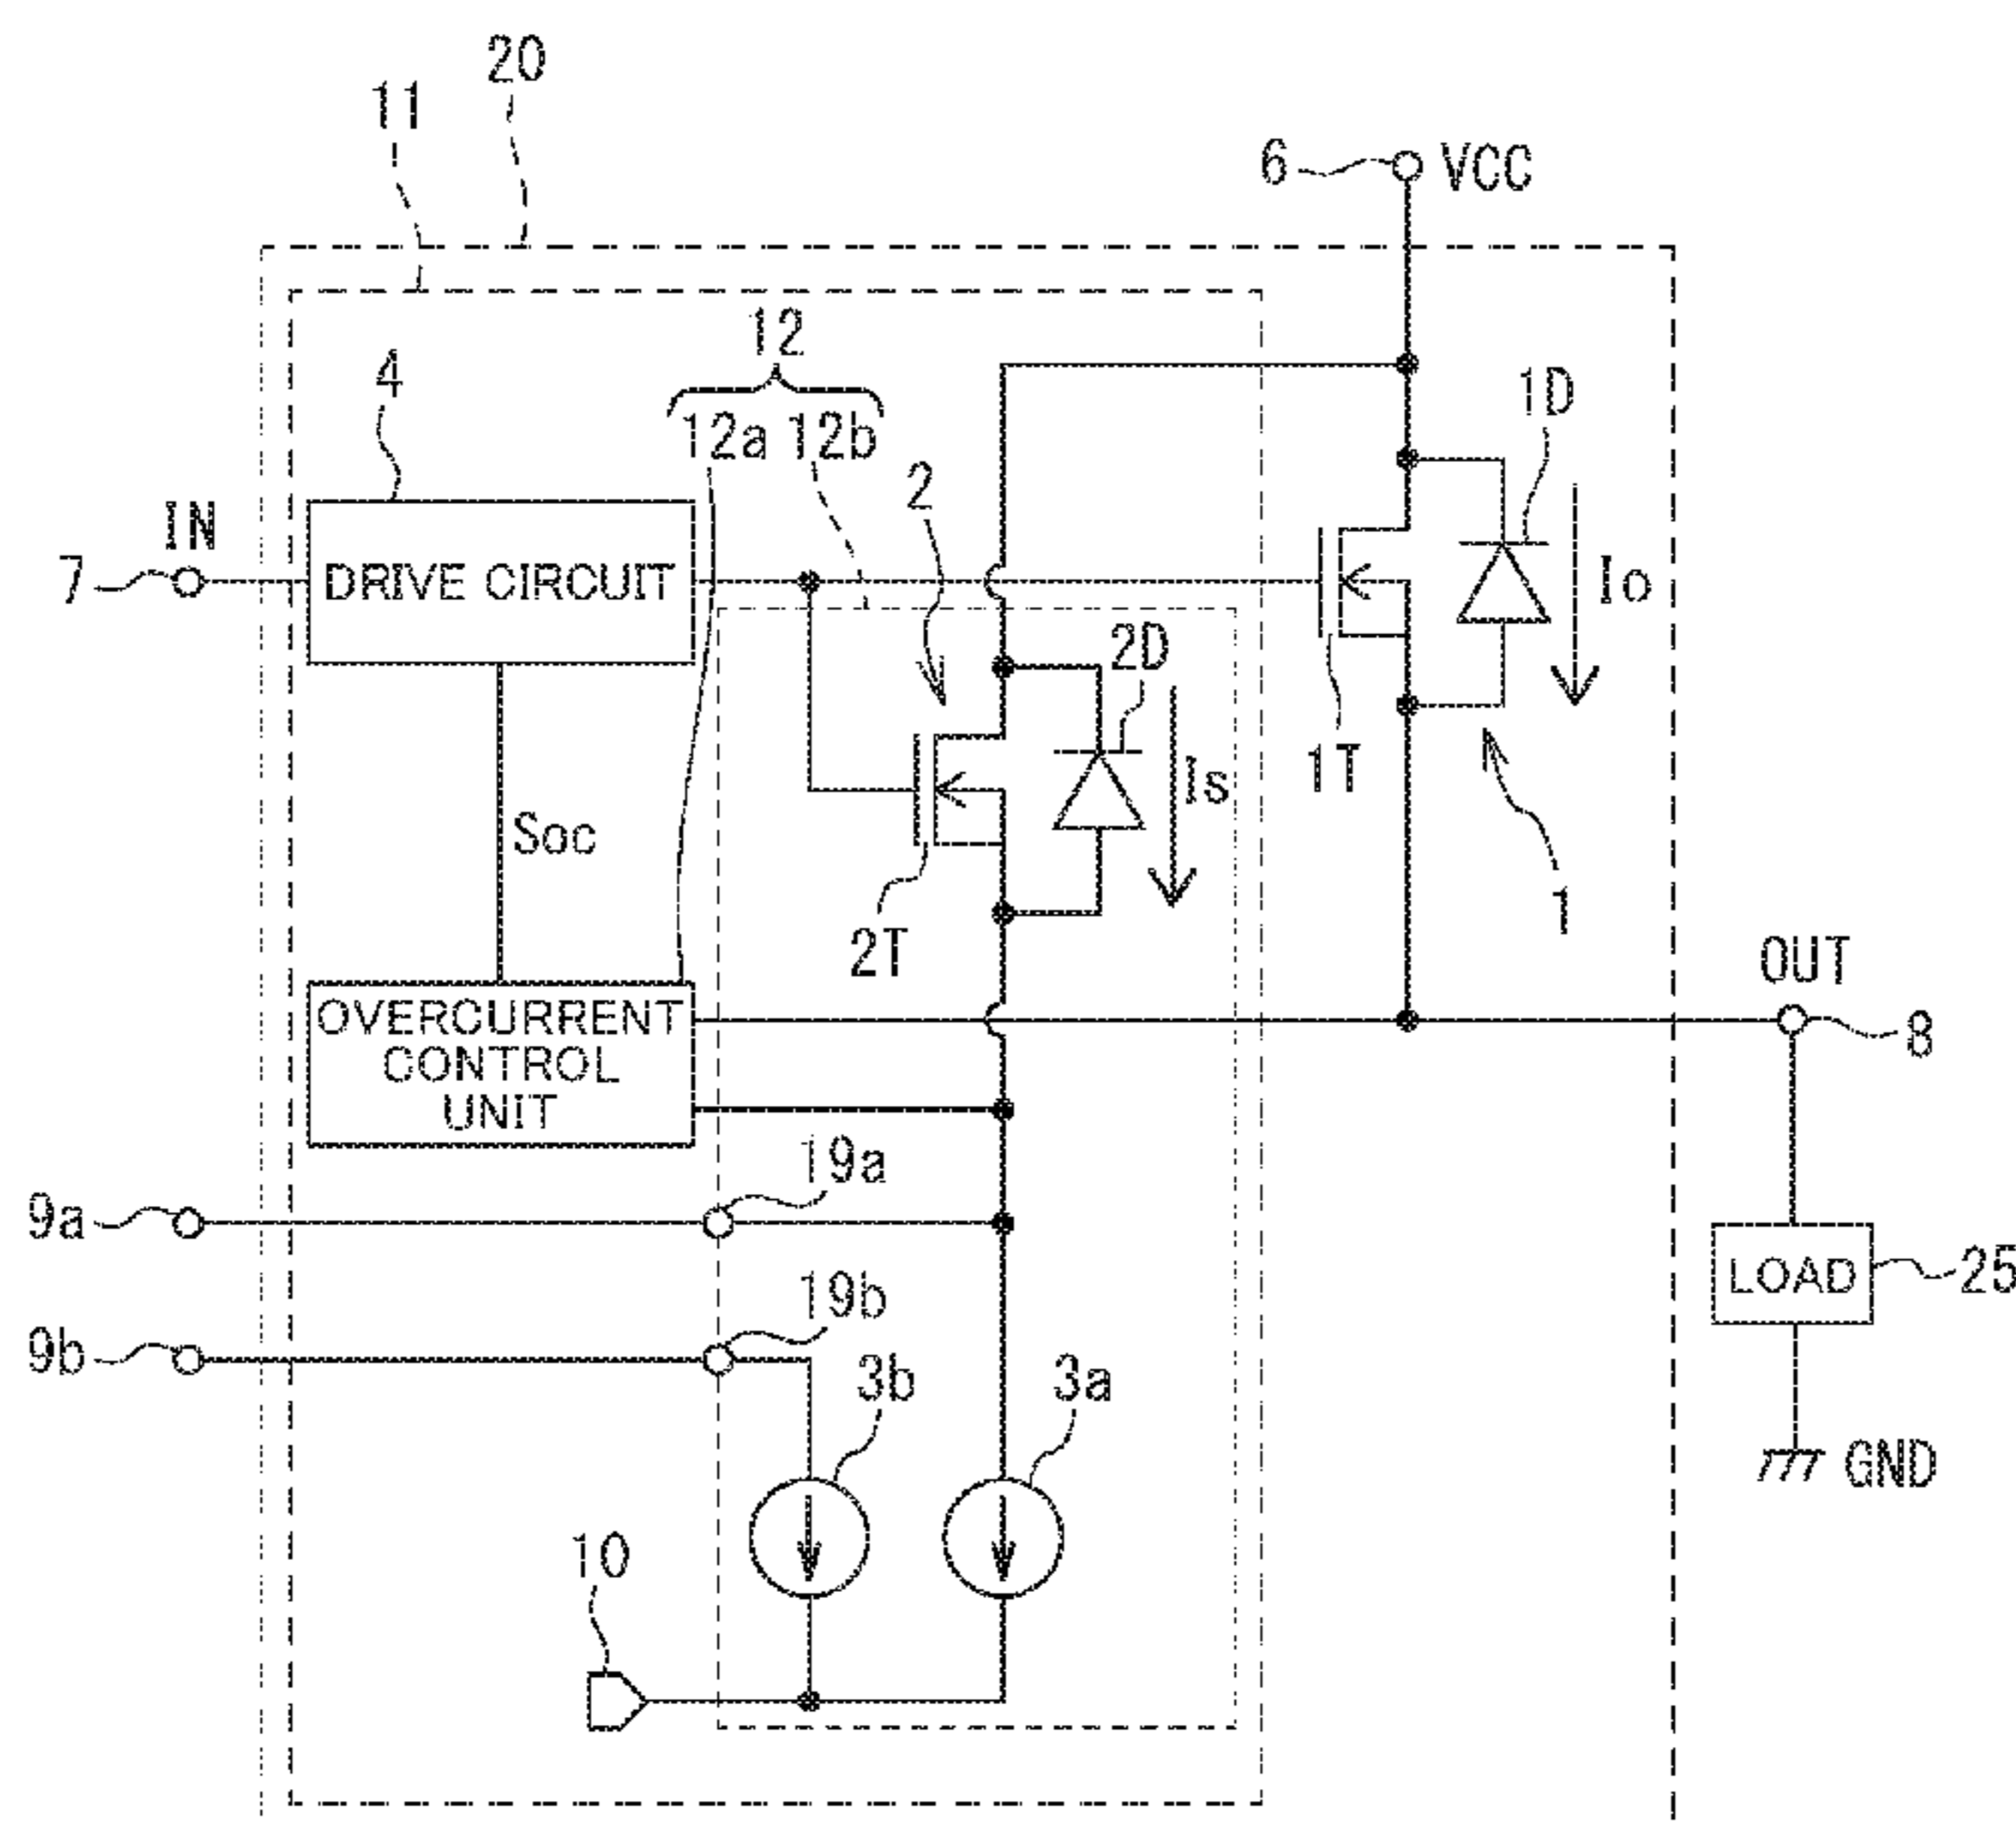 20
11
6 VCC
12
4
12a 12b
1D
2
IN
7
DRIVE CIRCUIT
Io
2D
1T
Is
Soc
1
2T
OUT
OVERCURRENT
CONTROL
UNIT
8
19a
9a
LOAD
25
19b
9b
3b
3a
GND
10